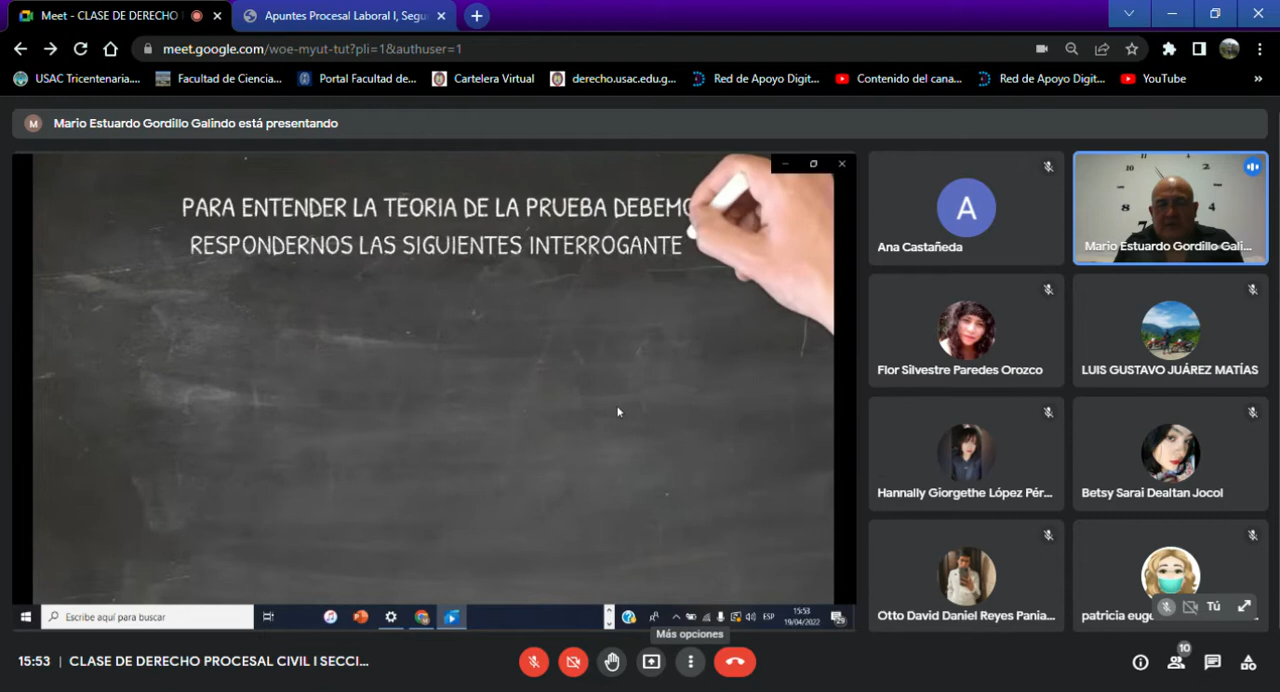 Meet - CLASE DE DERECHO
Apuntes Procesal Laboral I, Segu
meet.google.com/woe-myut-tut?pli=1&authuser=1
USAC Tricentenaria....
Facultad de Ciencia...
Portal Facultad de...
Cartelera Virtual
derecho.usac.edu.g...
Red de Apoyo Digit...
Contenido del cana...
Red de Apoyo Digit...
YouTube
M
Mario Estuardo Gordillo Galindo está presentando
PARA ENTENDER LA TEORIA DE LA PRUEBA DEBEMO
RESPONDERNOS LAS SIGUIENTES INTERROGANTE
A
Ana Castañeda
Mario Estuardo Gordillo Gali...
Flor Silvestre Paredes Orozco
LUIS GUSTAVO JUÁREZ MATÍAS
Hannally Giorgethe López Pér...
Betsy Sarai Dealtan Jocol
Otto David Daniel Reyes Pania...
patricia euge
Tú
Escribe aquí para buscar
ESP
15:53
19/04/2022
Más opciones
15:53 | CLASE DE DERECHO PROCESAL CIVIL I SECCI...
10